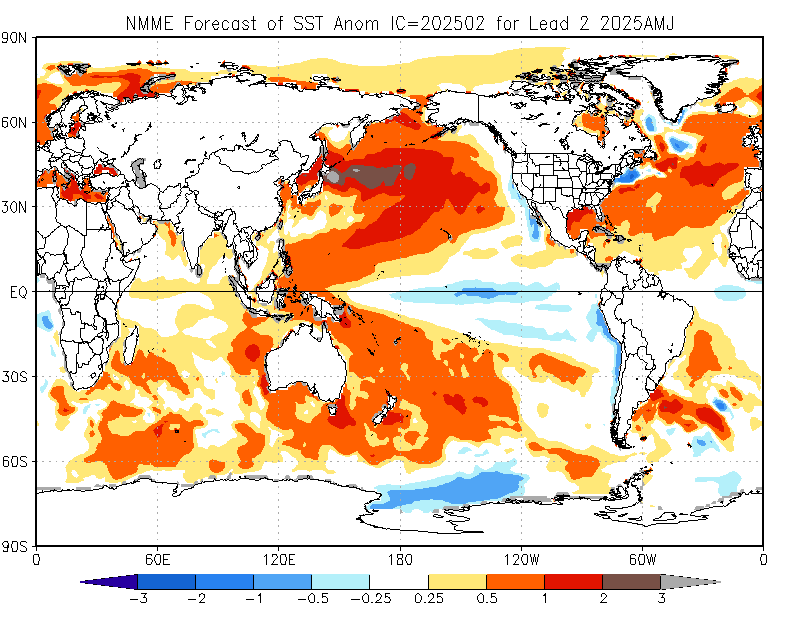 NMME Forecast of SST Anom IC=202502 for Lead 2 2025AMJ
90N
60N
30N
EQ
30S
60S
90S
0 60E 120E 180 120W 60W 0
-3 -2 -1 -0.5 -0.25 0.25 0.5 1 2 3